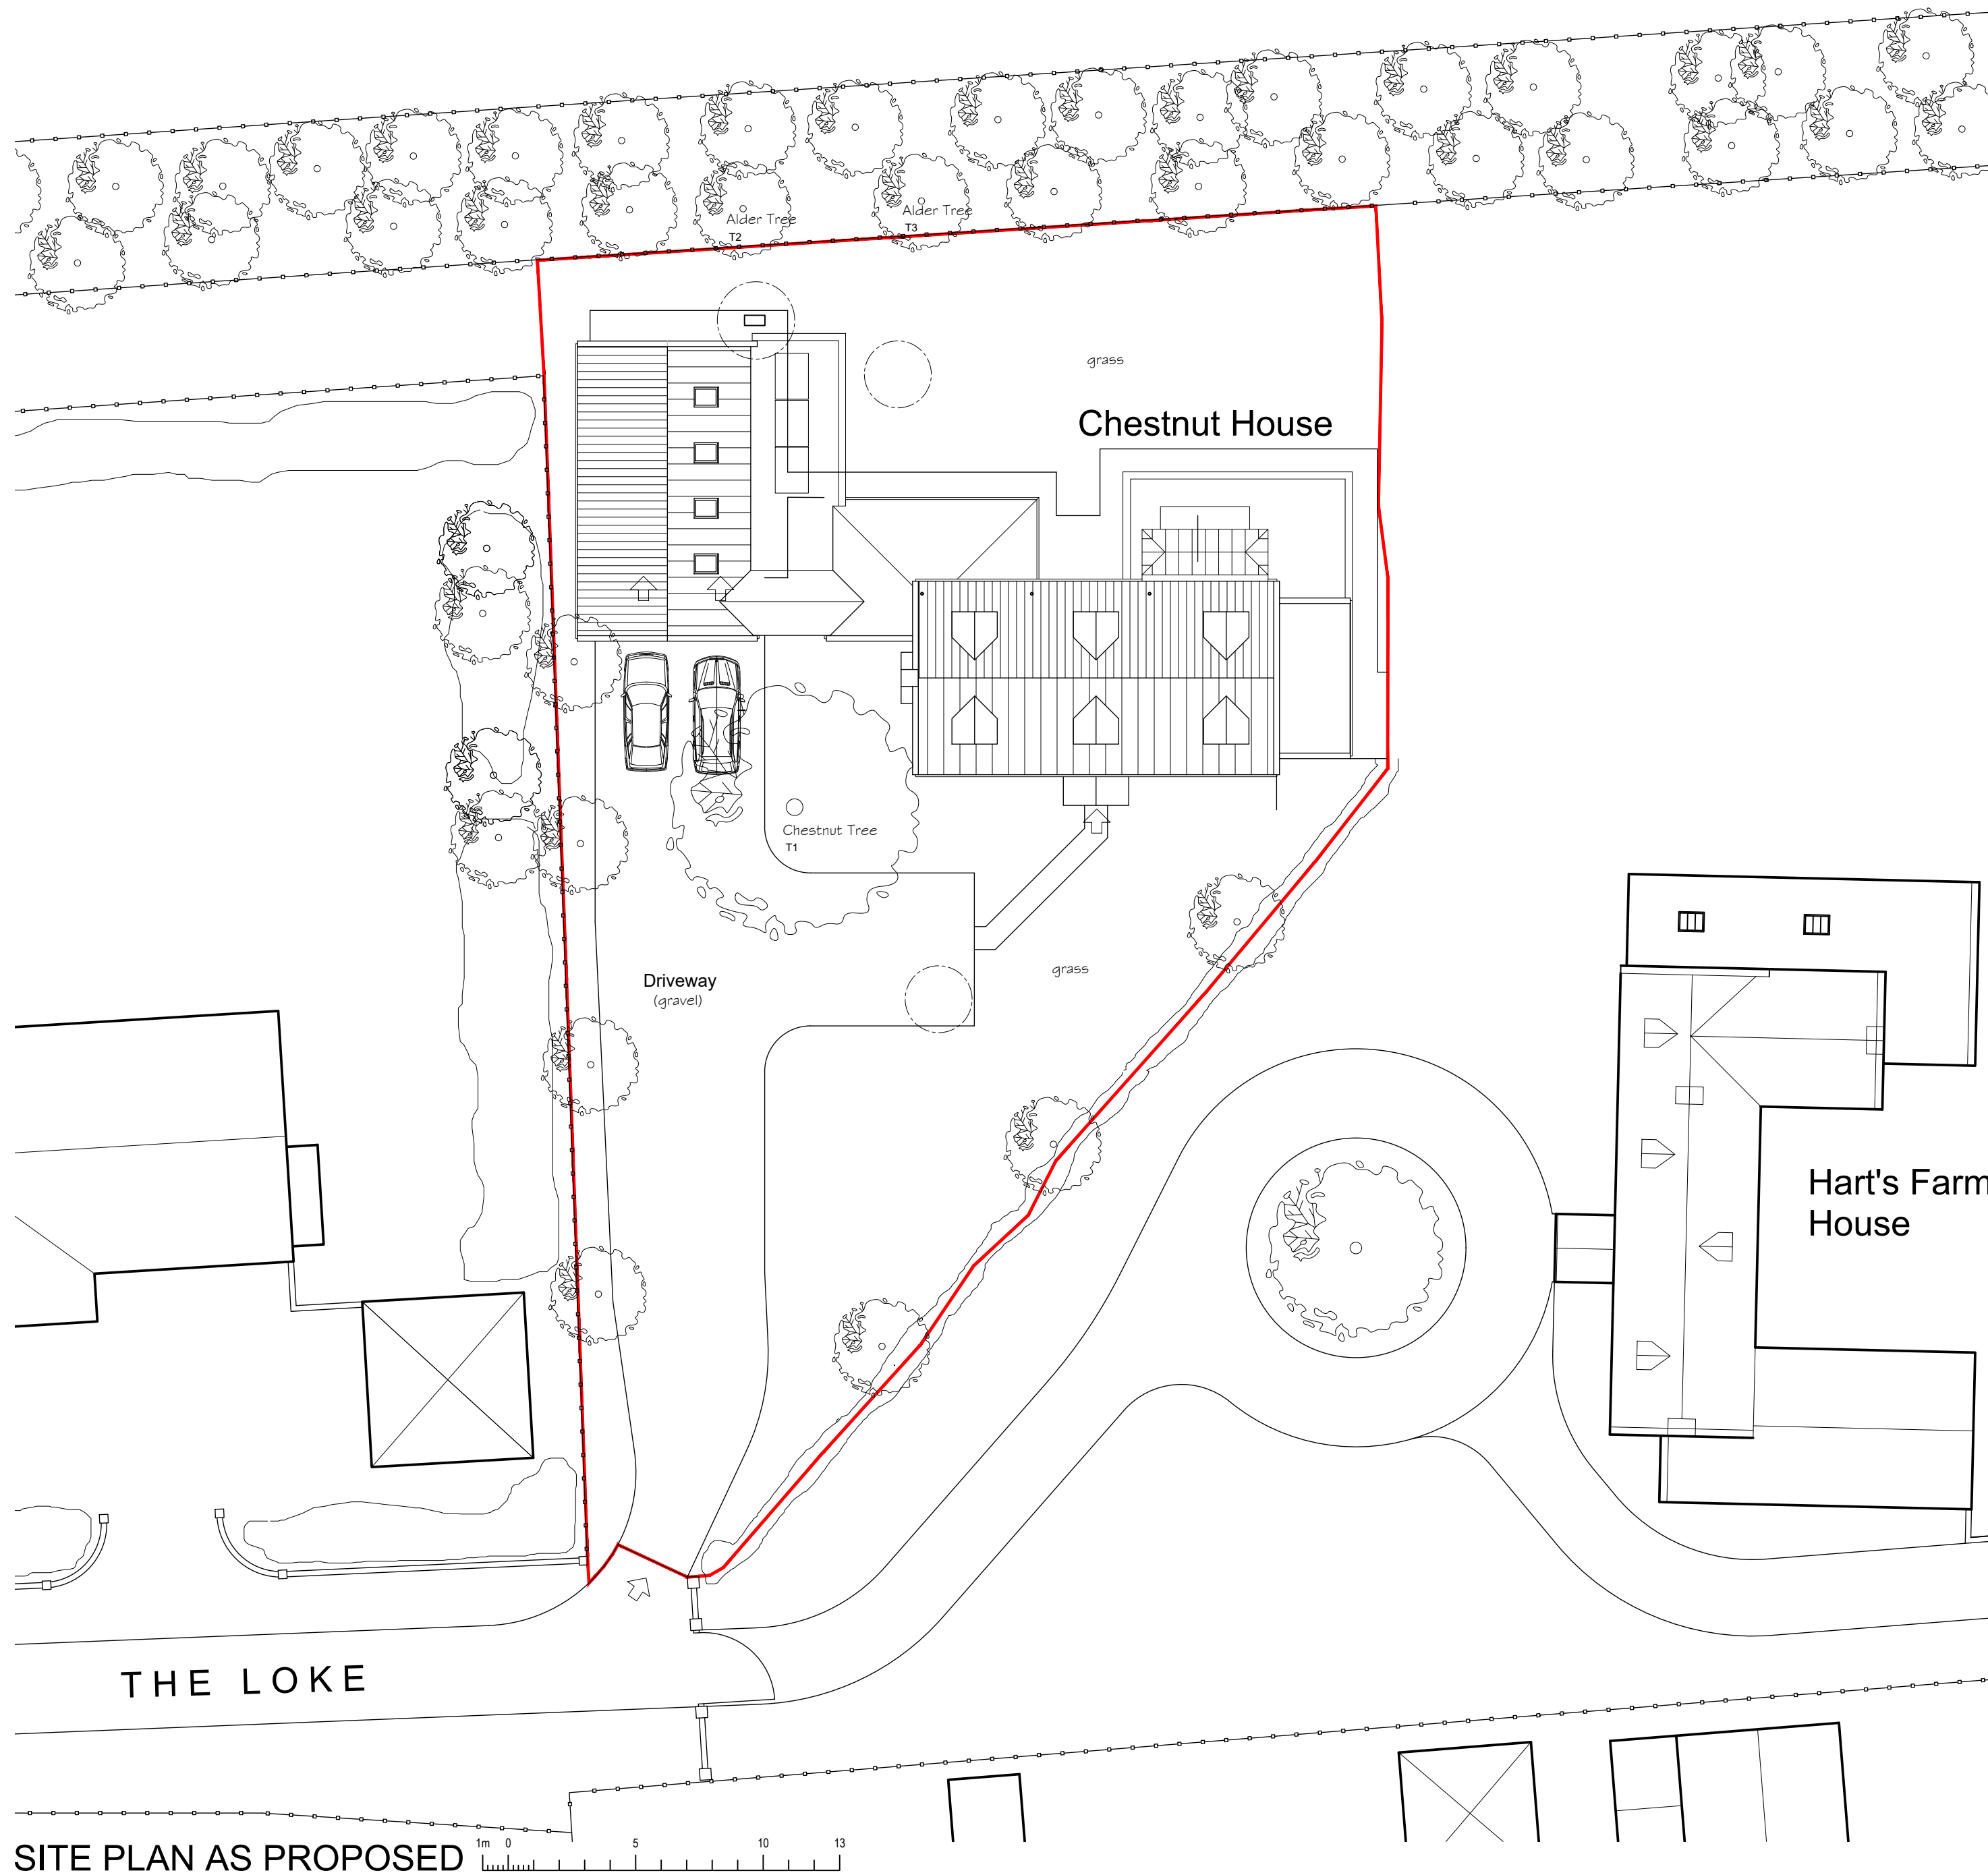 Alder Tree
T2
Alder Tree
T3
grass
Chestnut House
Chestnut Tree
T1
Driveway
(gravel)
grass
Hart's Farm
House
THE LOKE
SITE PLAN AS PROPOSED
1m 0 5 10 13